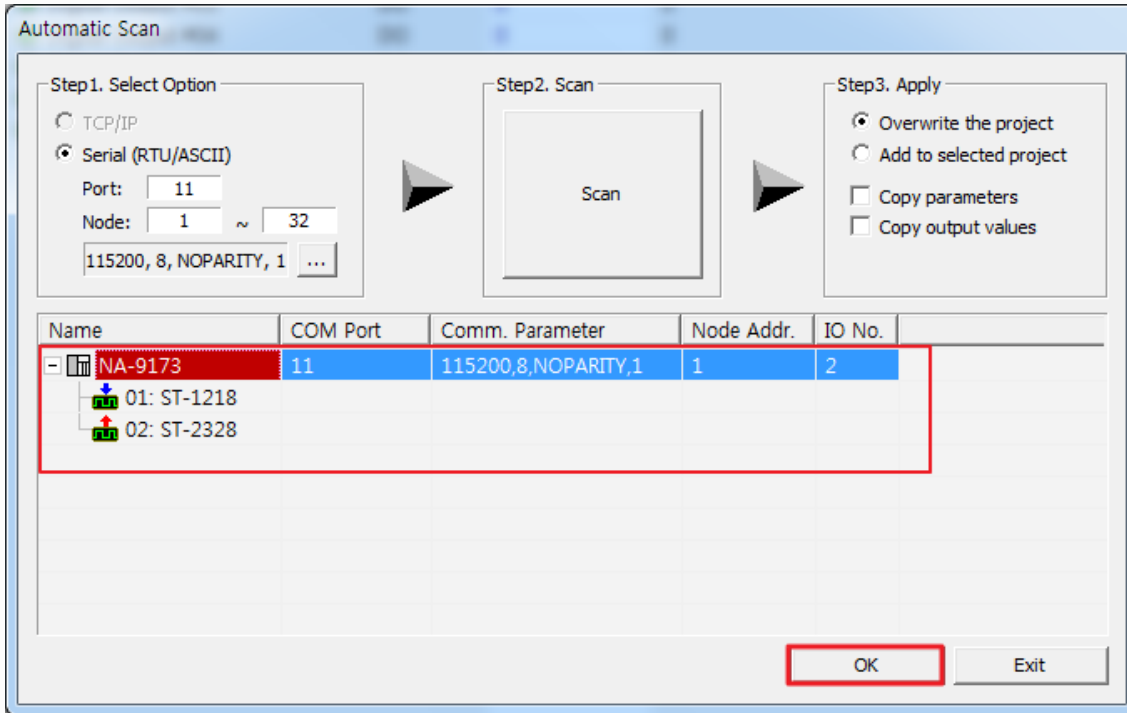 Automatic Scan
Step1. Select Option
TCP/IP
Serial (RTU/ASCII)
Port: 11
Node: 1 ~ 32
115200, 8, NOPARITY, 1 ...
Step2. Scan
Scan
Step3. Apply
Overwrite the project
Add to selected project
Copy parameters
Copy output values
Name COM Port Comm. Parameter Node Addr. IO No.
NA-9173 11 115200,8,NOPARITY,1 1 2
01: ST-1218
02: ST-2328
OK Exit